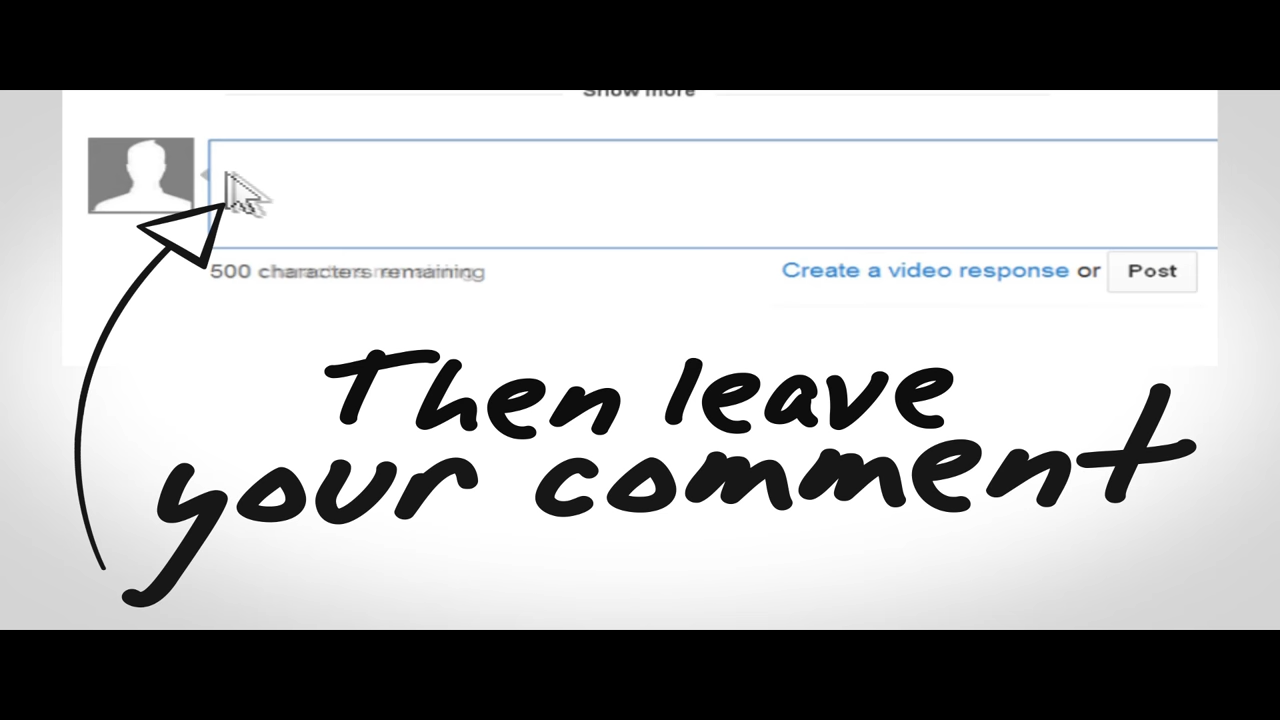 Show more
500 characters remaining
Create a video response or Post
Then leave
your comment